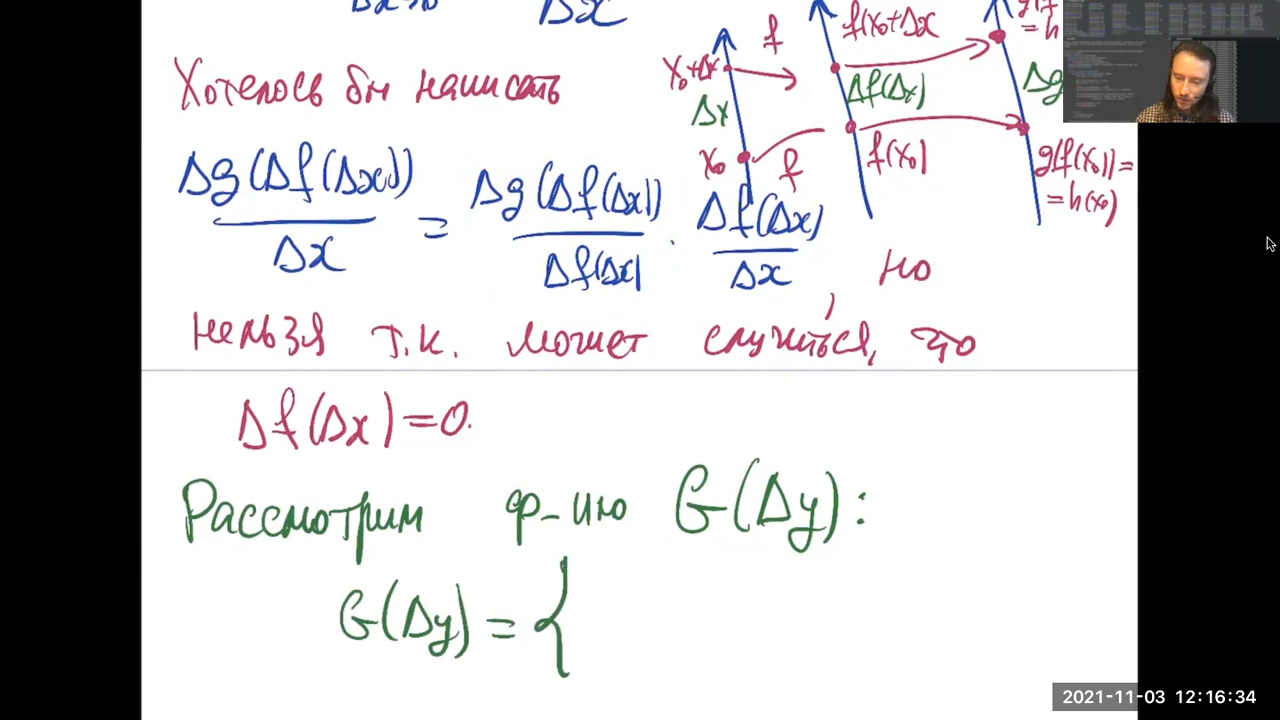 Δx
f
f(x₀+Δx
= h
Хотелось бы написать
x₀+Δx
Δx
Δf(Δx)
Δg
x₀
f
f(x₀)
g(f(x₀)) =
= h(x₀)
Δg(Δf(Δx)) / Δx = Δg(Δf(Δx)) / Δf(Δx) · Δf(Δx) / Δx , но
нельзя т.к. может случиться, что
Δf(Δx)=0.
Рассмотрим ф-ию G(Δy):
G(Δy) = {
2021-11-03 12:16:34